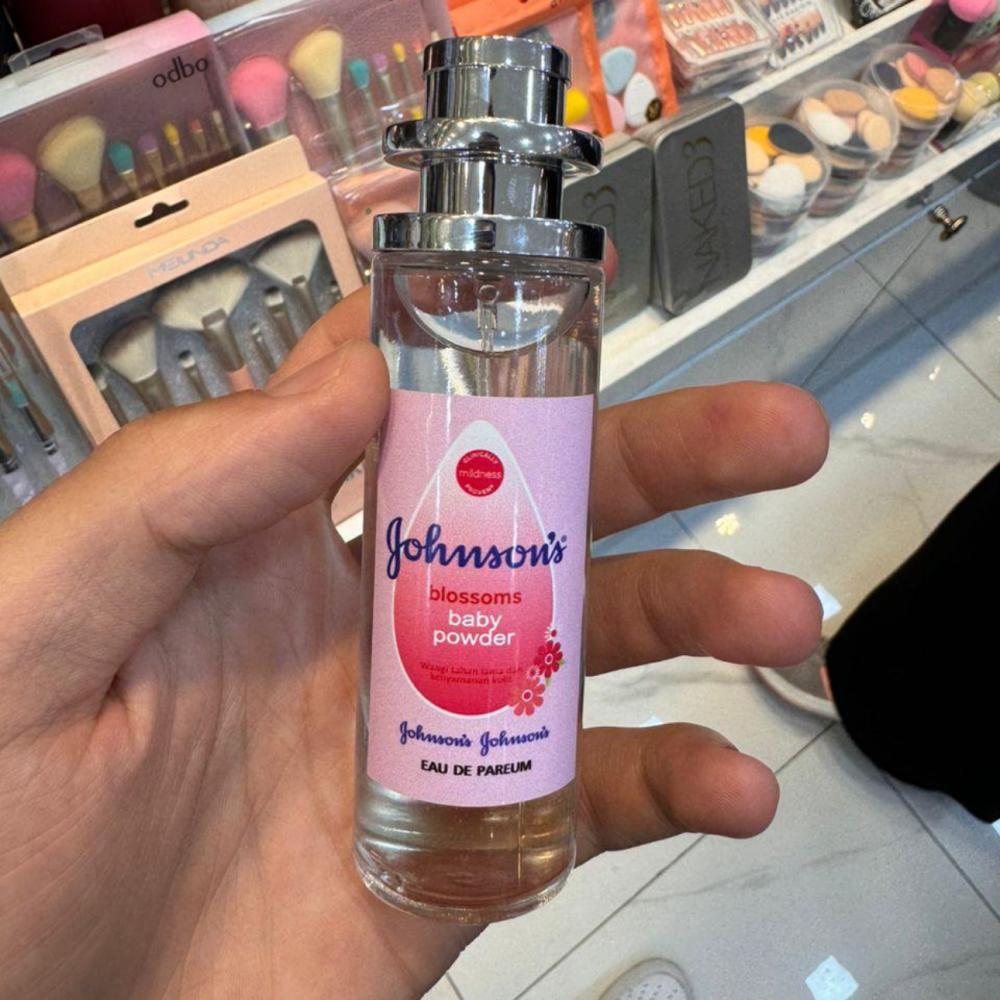 odbo
MELINDA
NAKED3
CLINICALLY
mildness
PROVEN
Johnson's®
blossoms
baby
powder
Wangi tahan lama dan
kenyamanan kulit
Johnson's Johnson's
EAU DE PAREUM